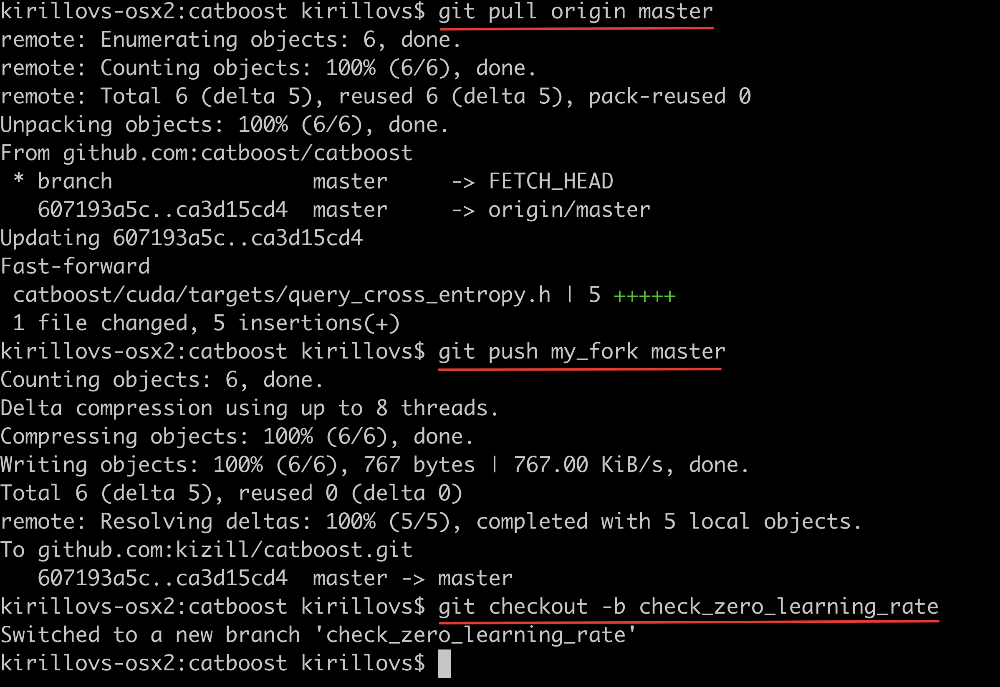 kirillovs-osx2:catboost kirillovs$ git pull origin master
remote: Enumerating objects: 6, done.
remote: Counting objects: 100% (6/6), done.
remote: Total 6 (delta 5), reused 6 (delta 5), pack-reused 0
Unpacking objects: 100% (6/6), done.
From github.com:catboost/catboost
 * branch                master     -> FETCH_HEAD
   607193a5c..ca3d15cd4  master     -> origin/master
Updating 607193a5c..ca3d15cd4
Fast-forward
 catboost/cuda/targets/query_cross_entropy.h | 5 +++++
 1 file changed, 5 insertions(+)
kirillovs-osx2:catboost kirillovs$ git push my_fork master
Counting objects: 6, done.
Delta compression using up to 8 threads.
Compressing objects: 100% (6/6), done.
Writing objects: 100% (6/6), 767 bytes | 767.00 KiB/s, done.
Total 6 (delta 5), reused 0 (delta 0)
remote: Resolving deltas: 100% (5/5), completed with 5 local objects.
To github.com:kizill/catboost.git
   607193a5c..ca3d15cd4  master -> master
kirillovs-osx2:catboost kirillovs$ git checkout -b check_zero_learning_rate
Switched to a new branch 'check_zero_learning_rate'
kirillovs-osx2:catboost kirillovs$